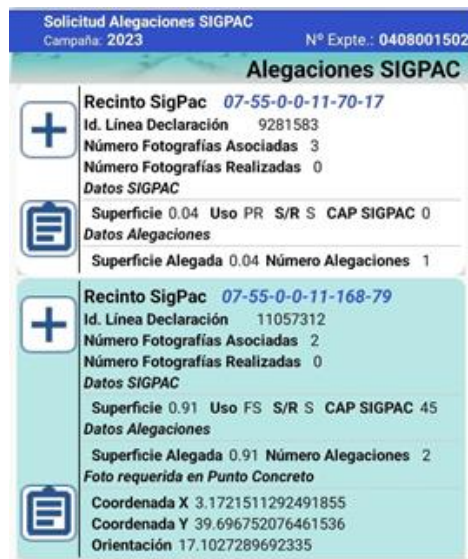 Solicitud Alegaciones SIGPAC
Campaña: 2023 Nº Expte.: 0408001502
Alegaciones SIGPAC
Recinto SigPac 07-55-0-0-11-70-17
Id. Línea Declaración 9281583
Número Fotografías Asociadas 3
Número Fotografías Realizadas 0
Datos SIGPAC
Superficie 0.04 Uso PR S/R S CAP SIGPAC 0
Datos Alegaciones
Superficie Alegada 0.04 Número Alegaciones 1
Recinto SigPac 07-55-0-0-11-168-79
Id. Línea Declaración 11057312
Número Fotografías Asociadas 2
Número Fotografías Realizadas 0
Datos SIGPAC
Superficie 0.91 Uso FS S/R S CAP SIGPAC 45
Datos Alegaciones
Superficie Alegada 0.91 Número Alegaciones 2
Foto requerida en Punto Concreto
Coordenada X 3.1721511292491855
Coordenada Y 39.696752076461536
Orientación 17.1027289692335